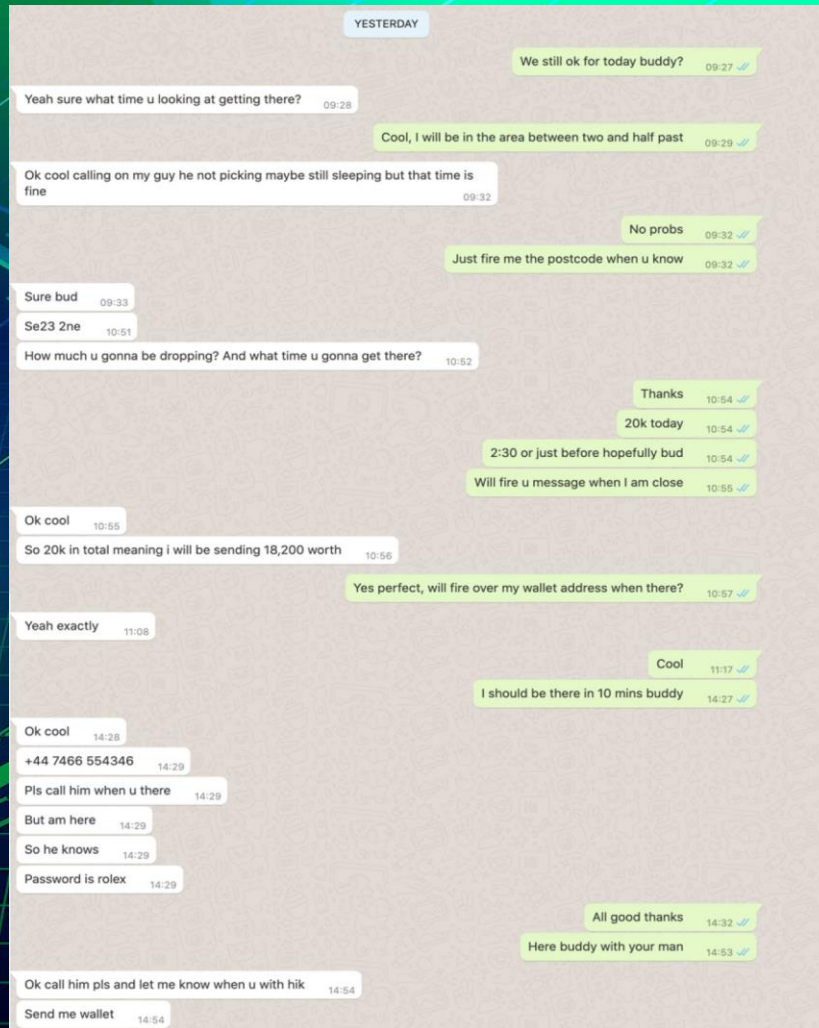 YESTERDAY
We still ok for today buddy? 09:27
Yeah sure what time u looking at getting there? 09:28
Cool, I will be in the area between two and half past 09:29
Ok cool calling on my guy he not picking maybe still sleeping but that time is
fine 09:32
No probs 09:32
Just fire me the postcode when u know 09:32
Sure bud 09:33
Se23 2ne 10:51
How much u gonna be dropping? And what time u gonna get there? 10:52
Thanks 10:54
20k today 10:54
2:30 or just before hopefully bud 10:54
Will fire u message when I am close 10:55
Ok cool 10:55
So 20k in total meaning i will be sending 18,200 worth 10:56
Yes perfect, will fire over my wallet address when there? 10:57
Yeah exactly 11:08
Cool 11:17
I should be there in 10 mins buddy 14:27
Ok cool 14:28
+44 7466 554346 14:29
Pls call him when u there 14:29
But am here 14:29
So he knows 14:29
Password is rolex 14:29
All good thanks 14:32
Here buddy with your man 14:53
Ok call him pls and let me know when u with hik 14:54
Send me wallet 14:54